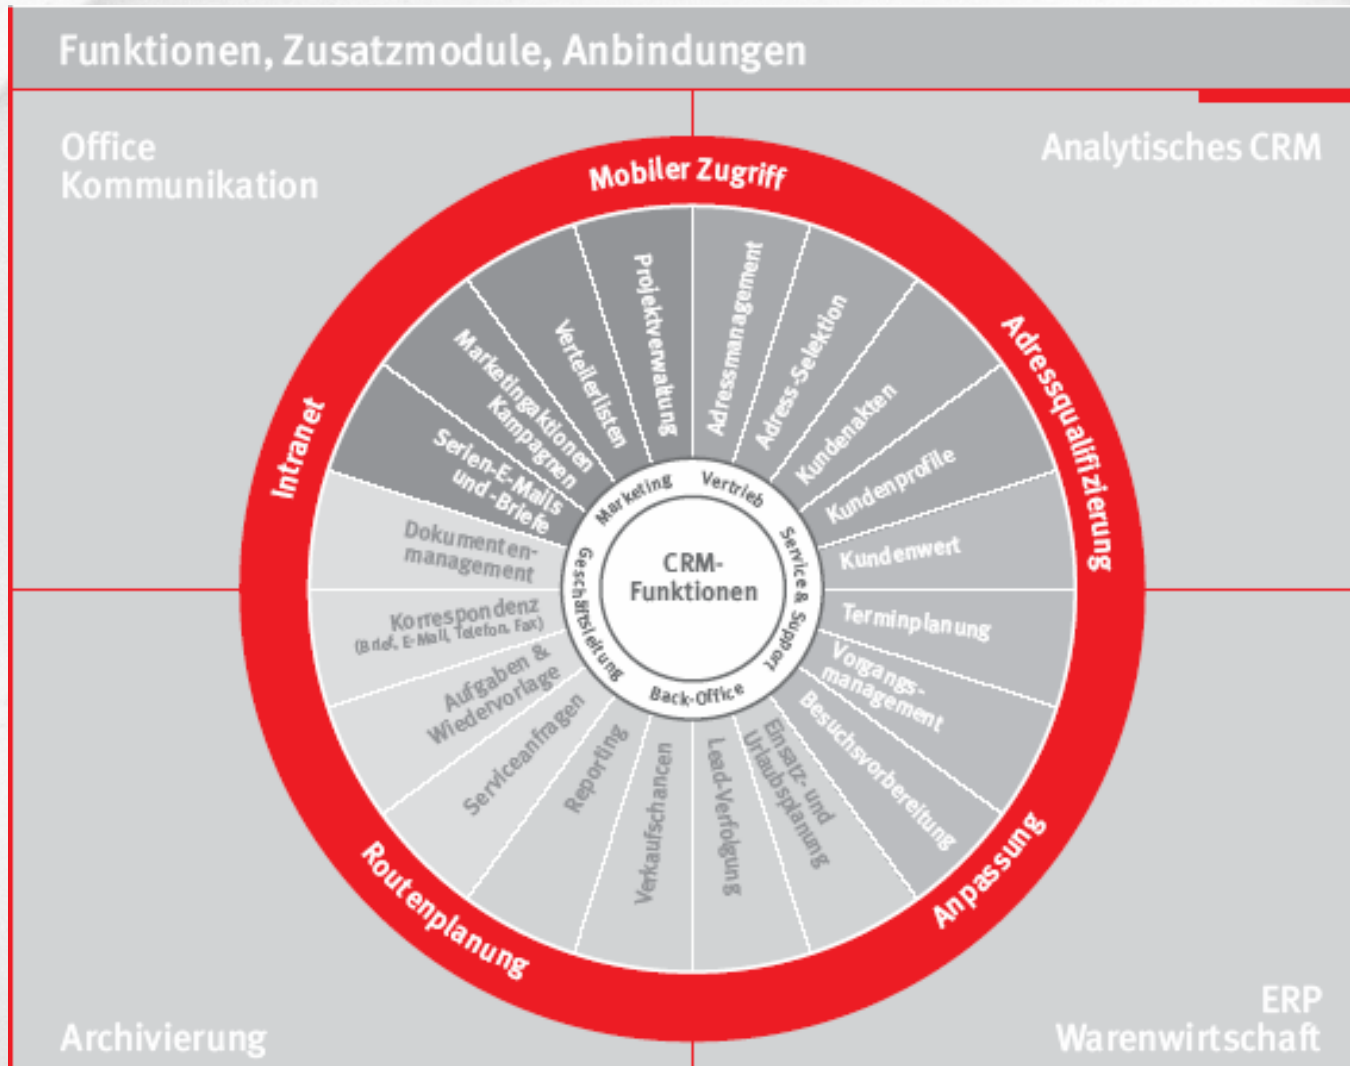 Funktionen, Zusatzmodule, Anbindungen
Office
Kommunikation
Analytisches CRM
Mobiler Zugriff
Adressqualifizierung
Anpassung
Routenplanung
Intranet
Projektverwaltung
Verteilerlisten
Marketingaktionen
Kampagnen
Serien-E-Mails
und -Briefe
Adressmanagement
Adress-Selektion
Kundenakten
Kundenprofile
Kundenwert
Terminplanung
Vorgangs-
management
Besuchsvorbereitung
Einsatz- und
Urlaubsplanung
Lead-Verfolgung
Verkaufschancen
Reporting
Serviceanfragen
Aufgaben &
Wiedervorlage
Korrespondenz
(Brief, E-Mail, Telefon, Fax)
Dokumenten-
management
Marketing
Vertrieb
Service & Support
Back-Office
Geschäftsleitung
CRM-
Funktionen
Archivierung
ERP
Warenwirtschaft